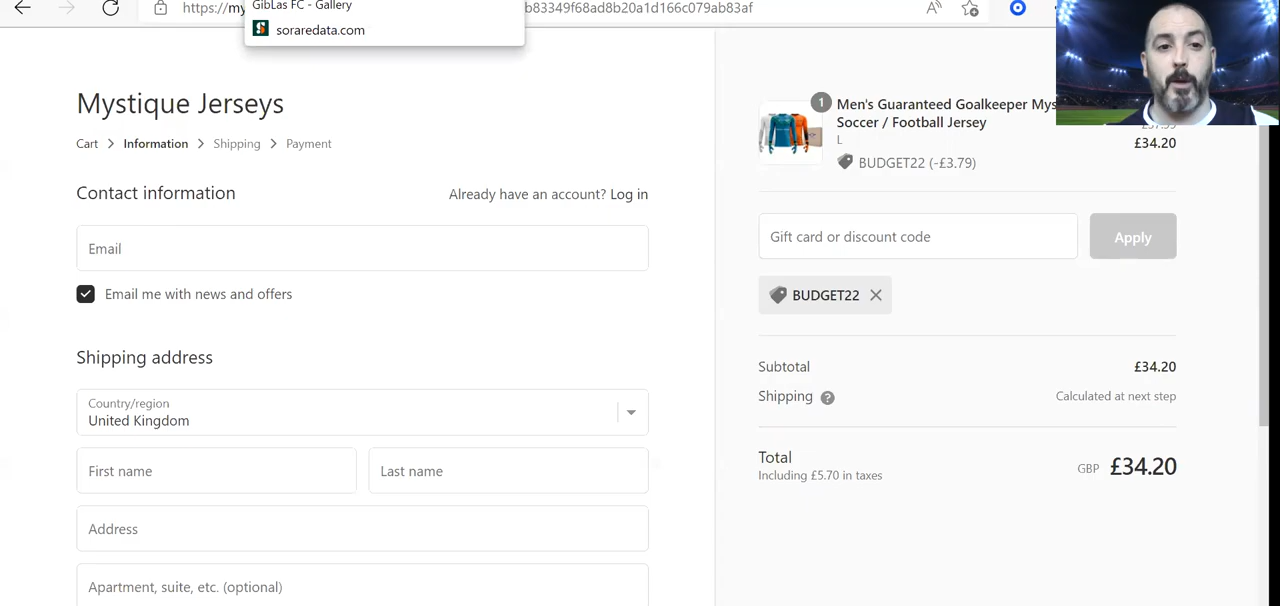 GibLas FC - Gallery
https://my
b83349f68ad8b20a1d166c079ab83af
soraredata.com
Mystique Jerseys
Cart > Information > Shipping > Payment
Contact information
Already have an account? Log in
Email
Email me with news and offers
Shipping address
Country/region
United Kingdom
First name
Last name
Address
Apartment, suite, etc. (optional)
1
Men's Guaranteed Goalkeeper Mys
Soccer / Football Jersey
L
BUDGET22 (-£3.79)
£34.20
Gift card or discount code
Apply
BUDGET22
Subtotal
£34.20
Shipping
Calculated at next step
Total
Including £5.70 in taxes
GBP £34.20